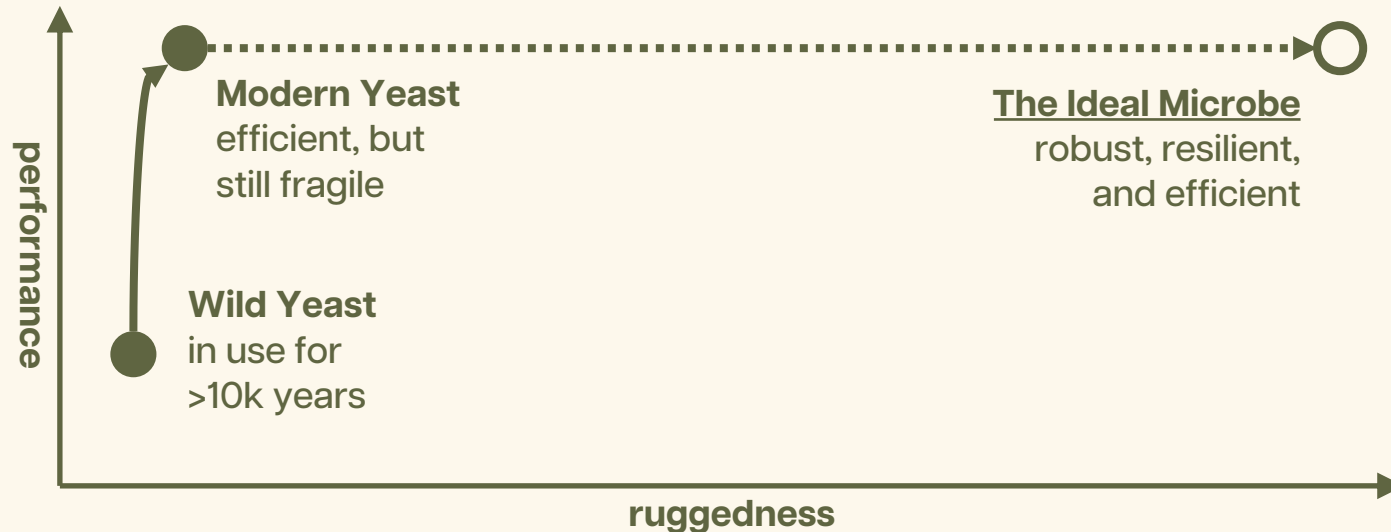 performance
Modern Yeast
efficient, but
still fragile
The Ideal Microbe
robust, resilient,
and efficient
Wild Yeast
in use for
>10k years
ruggedness